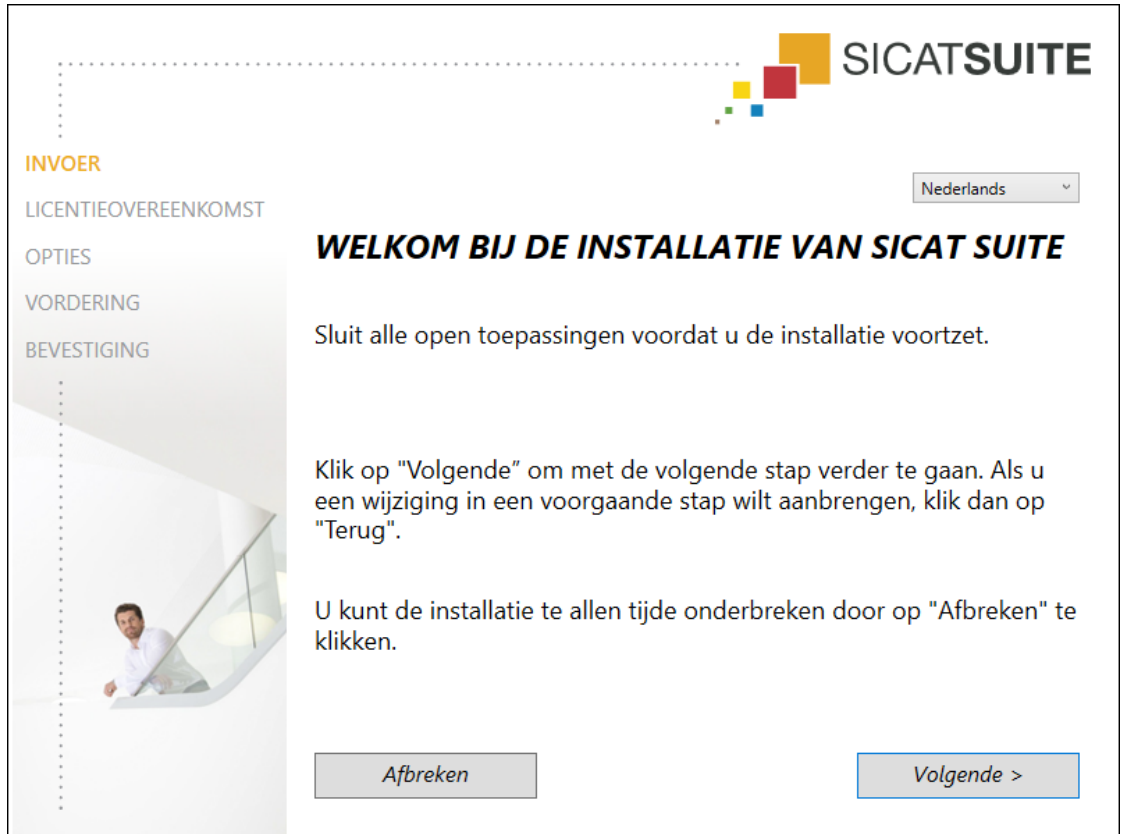 SICATSUITE
INVOER
LICENTIEOVEREENKOMST
OPTIES
VORDERING
BEVESTIGING
Nederlands
WELKOM BIJ DE INSTALLATIE VAN SICAT SUITE
Sluit alle open toepassingen voordat u de installatie voortzet.
Klik op "Volgende” om met de volgende stap verder te gaan. Als u
een wijziging in een voorgaande stap wilt aanbrengen, klik dan op
"Terug".
U kunt de installatie te allen tijde onderbreken door op "Afbreken" te
klikken.
Afbreken
Volgende >